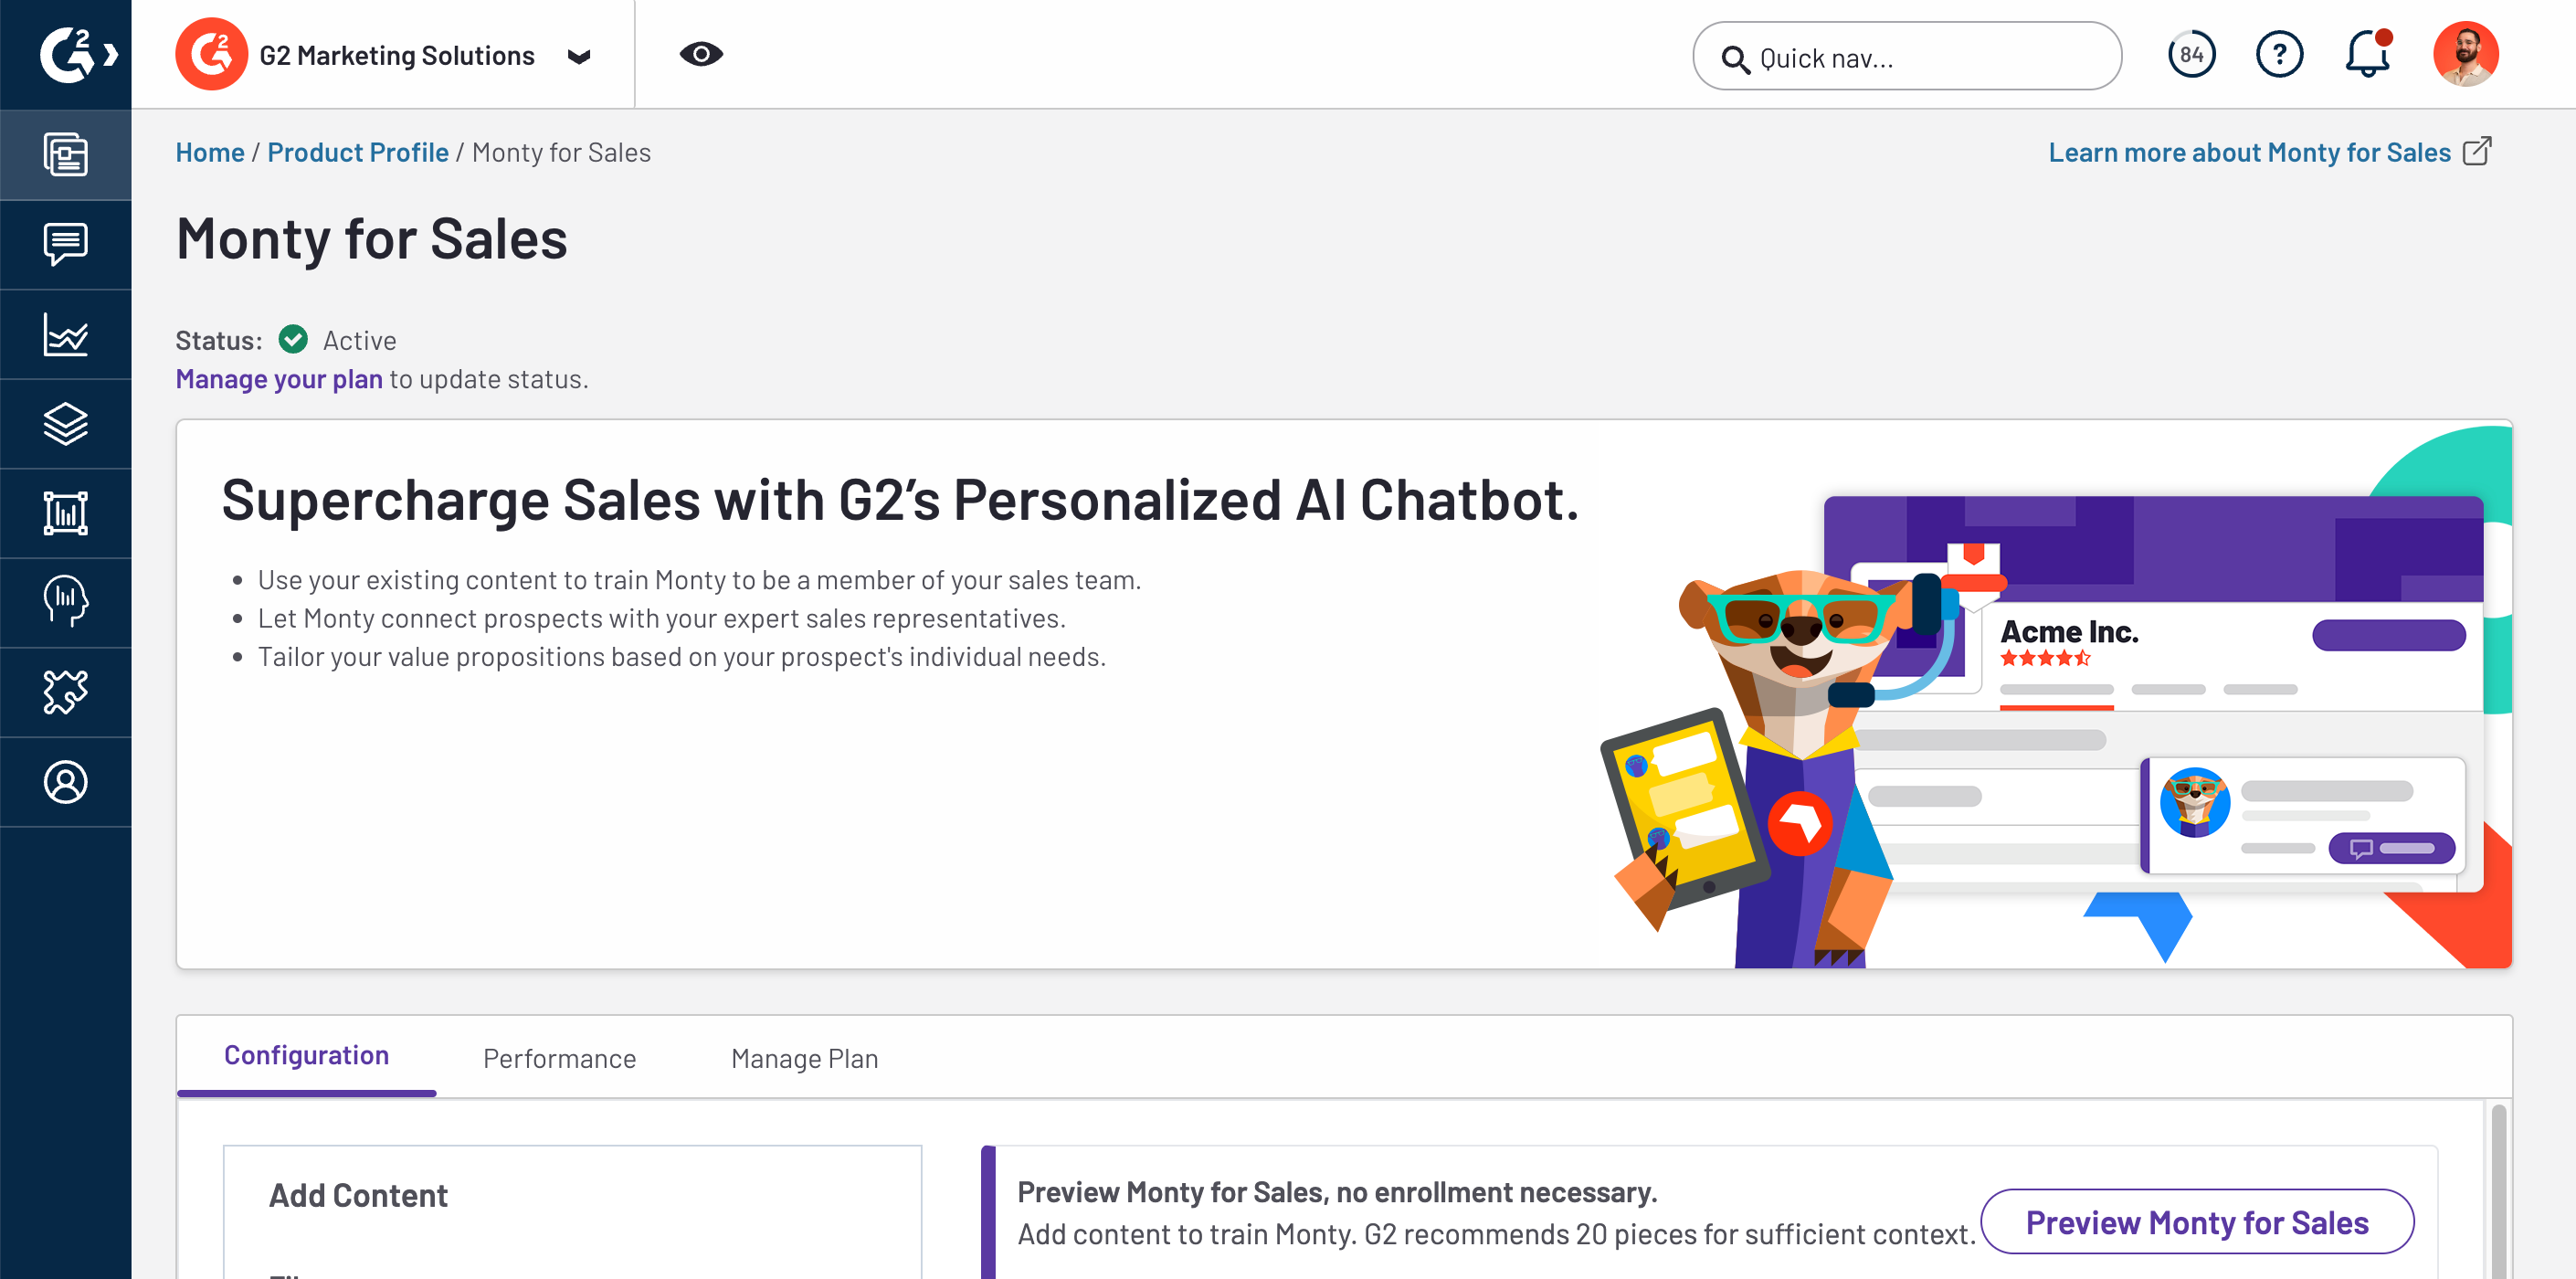 G2 Marketing Solutions
Quick nav...
84
?
Home / Product Profile / Monty for Sales
Learn more about Monty for Sales
Monty for Sales
Status: Active
Manage your plan to update status.
Supercharge Sales with G2’s Personalized AI Chatbot.
• Use your existing content to train Monty to be a member of your sales team.
• Let Monty connect prospects with your expert sales representatives.
• Tailor your value propositions based on your prospect's individual needs.
Acme Inc.
Configuration
Performance
Manage Plan
Add Content
Preview Monty for Sales, no enrollment necessary.
Add content to train Monty. G2 recommends 20 pieces for sufficient context.
Preview Monty for Sales